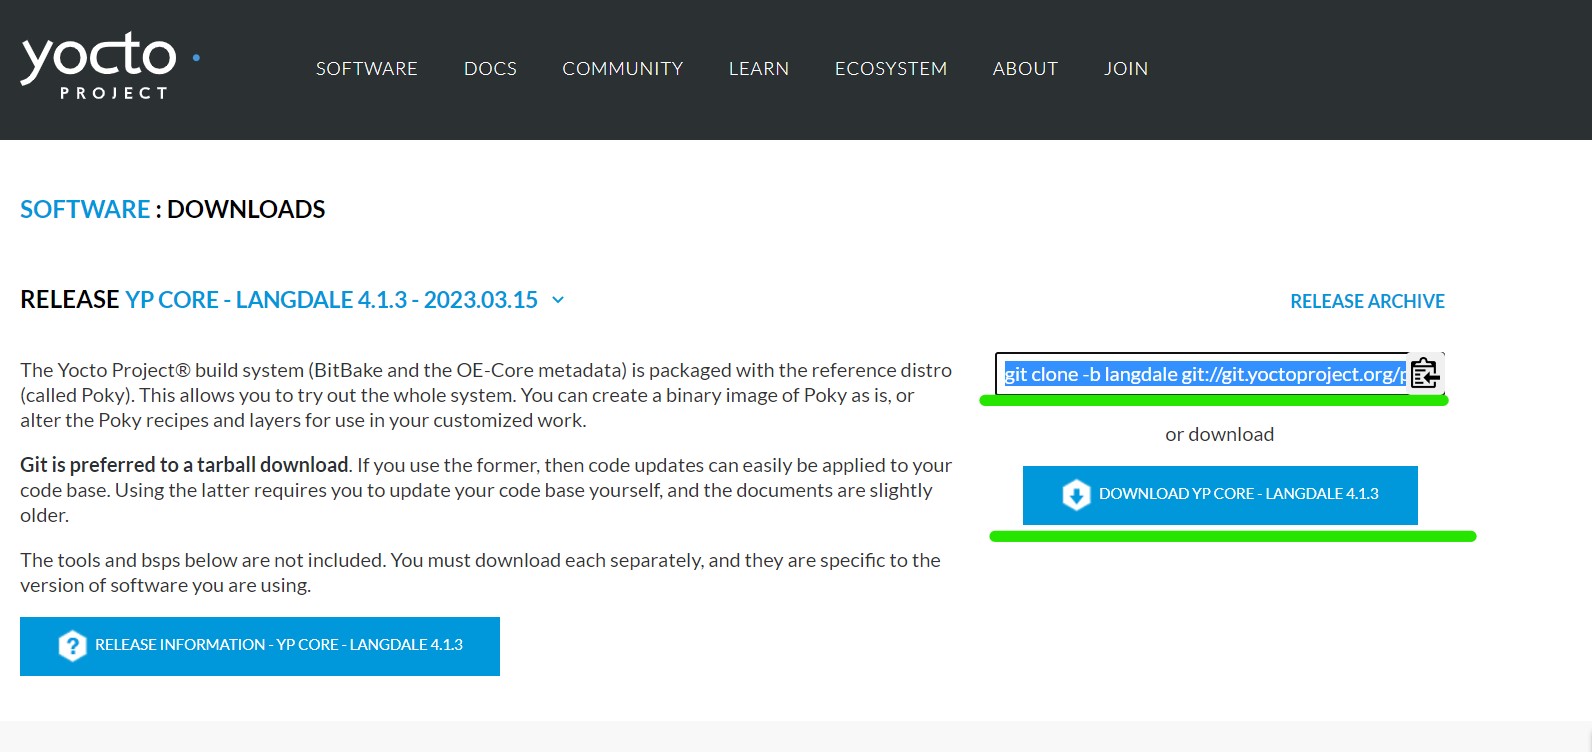 yocto
PROJECT
SOFTWARE DOCS COMMUNITY LEARN ECOSYSTEM ABOUT JOIN
SOFTWARE : DOWNLOADS
RELEASE YP CORE - LANGDALE 4.1.3 - 2023.03.15
RELEASE ARCHIVE
The Yocto Project® build system (BitBake and the OE-Core metadata) is packaged with the reference distro
(called Poky). This allows you to try out the whole system. You can create a binary image of Poky as is, or
alter the Poky recipes and layers for use in your customized work.
Git is preferred to a tarball download. If you use the former, then code updates can easily be applied to your
code base. Using the latter requires you to update your code base yourself, and the documents are slightly
older.
The tools and bsps below are not included. You must download each separately, and they are specific to the
version of software you are using.
? RELEASE INFORMATION - YP CORE - LANGDALE 4.1.3
git clone -b langdale git://git.yoctoproject.org/p
or download
DOWNLOAD YP CORE - LANGDALE 4.1.3